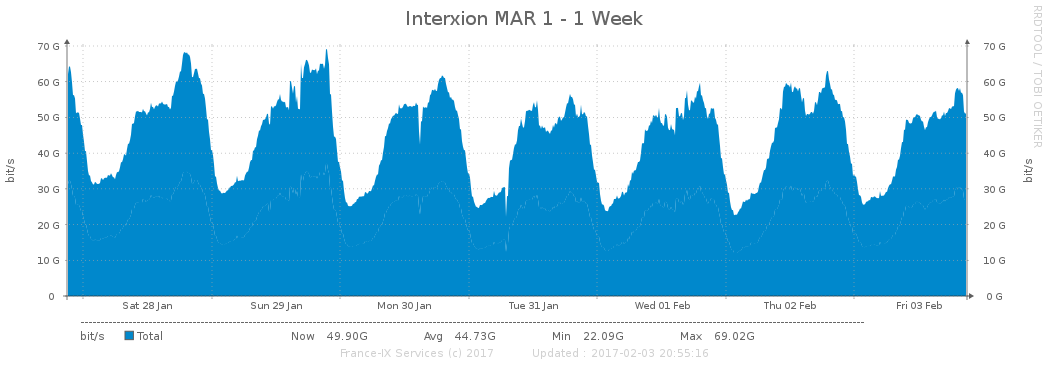 Interxion MAR 1 - 1 Week
RRDTOOL / TOBI OETIKER
70 G 70 G
60 G 60 G
50 G 50 G
40 G 40 G
30 G 30 G
20 G 20 G
10 G 10 G
0 0 G
bit/s bit/s
Sat 28 Jan Sun 29 Jan Mon 30 Jan Tue 31 Jan Wed 01 Feb Thu 02 Feb Fri 03 Feb
bit/s Total Now 49.90G Avg 44.73G Min 22.09G Max 69.02G
France-IX Services (c) 2017 Updated : 2017-02-03 20:55:16